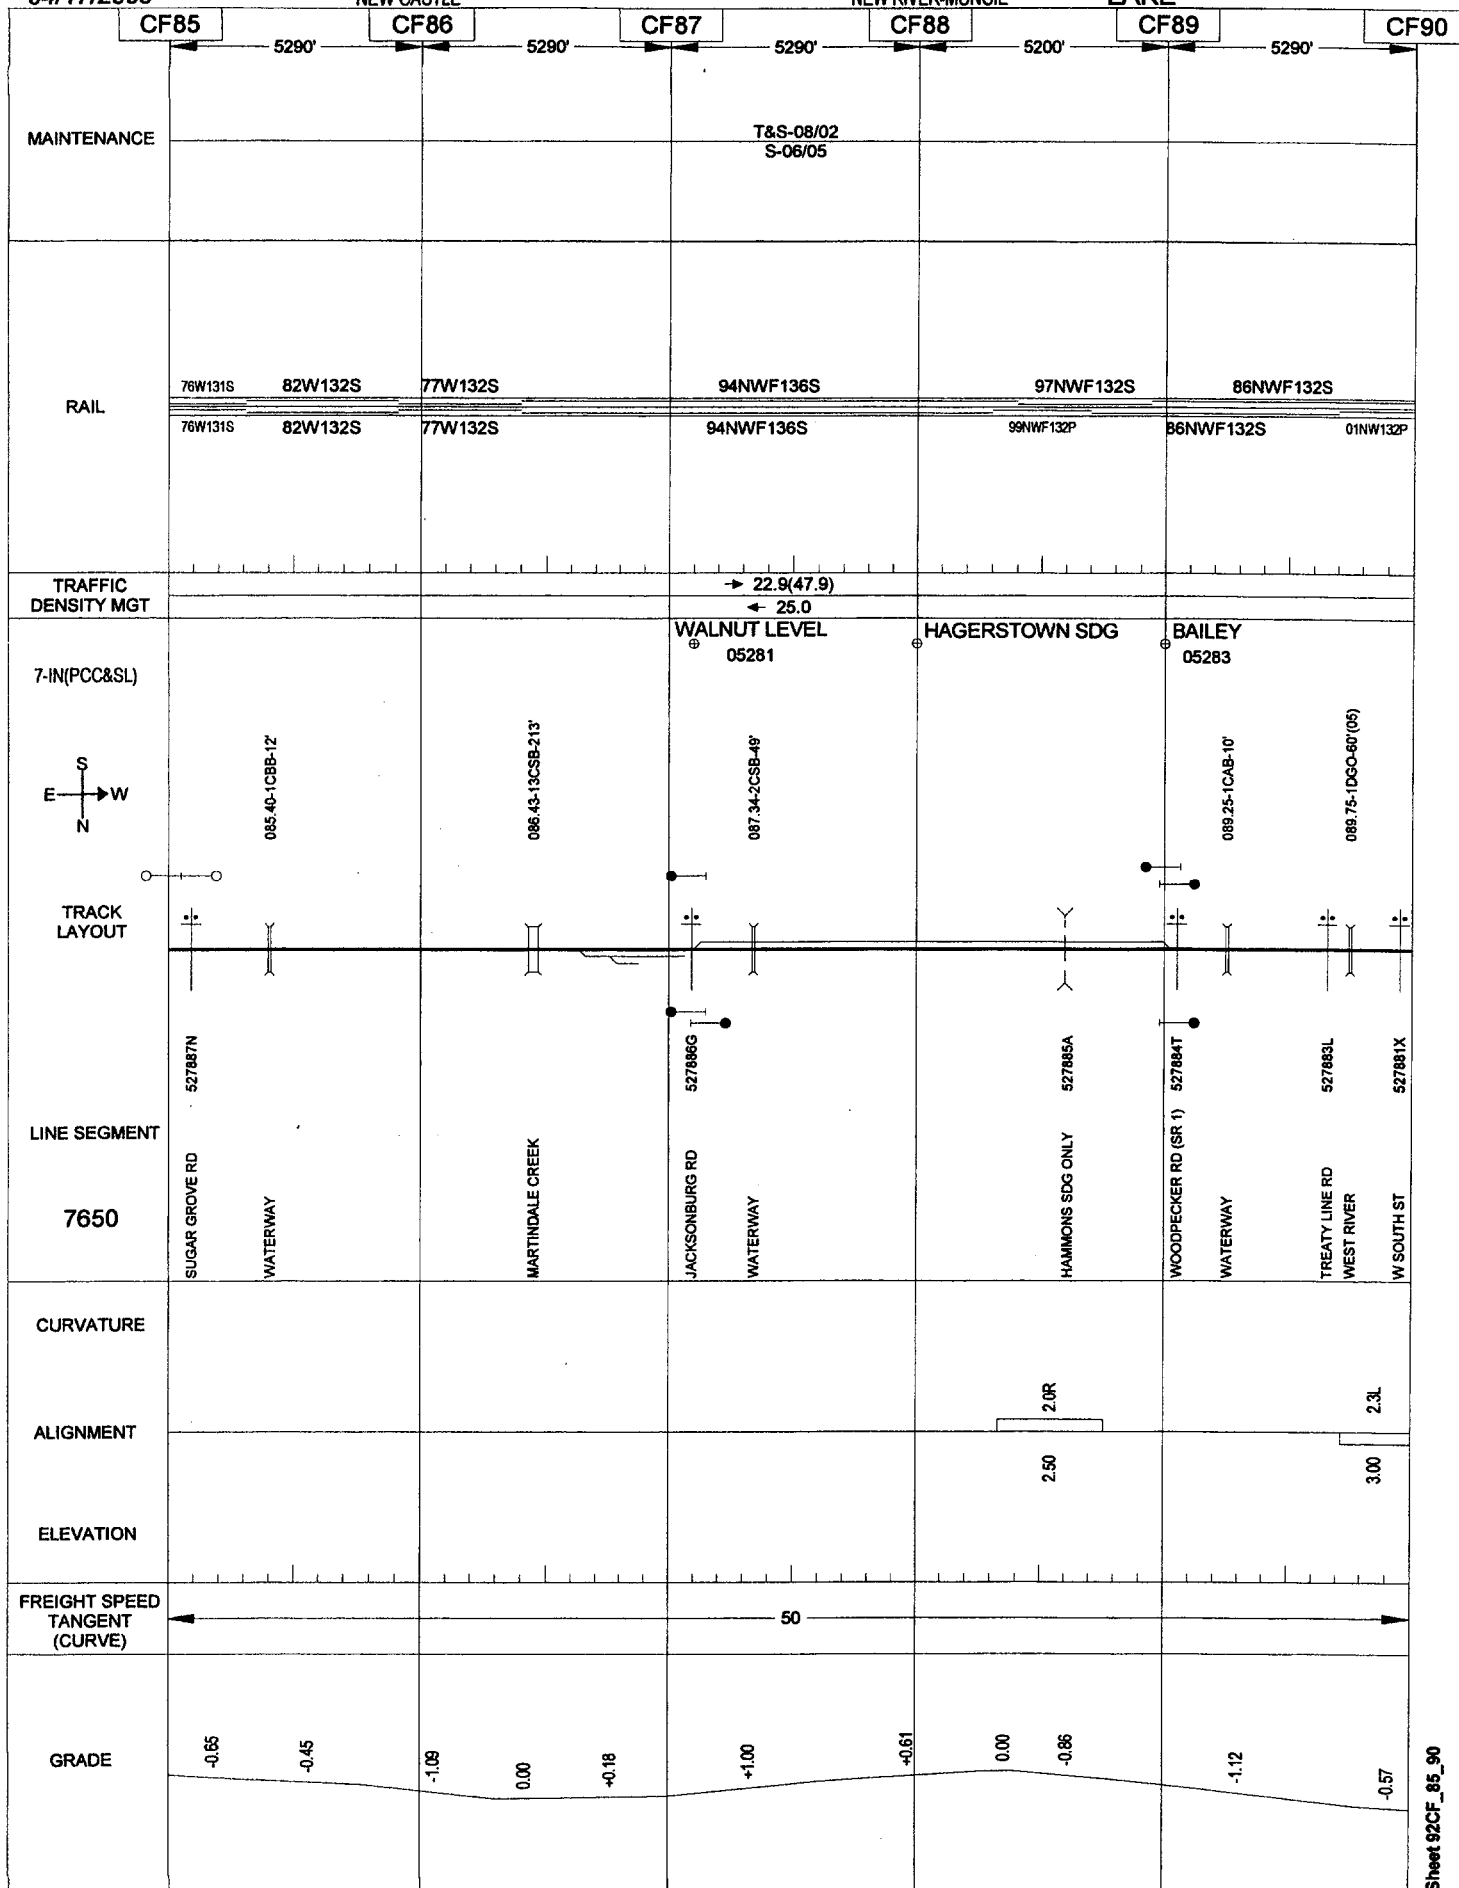 NEW CASTLE
NEW RIVER-MUNCIE
LAKE
CF85 CF86 CF87 CF88 CF89 CF90
5290' 5290' 5290' 5200' 5290'
MAINTENANCE
T&S-08/02
S-06/05
RAIL
76W131S 82W132S 77W132S 94NWF136S 97NWF132S 86NWF132S
76W131S 82W132S 77W132S 94NWF136S 99NWF132P 86NWF132S 01NW132P
TRAFFIC
DENSITY MGT
22.9(47.9)
25.0
WALNUT LEVEL
05281
HAGERSTOWN SDG
BAILEY
05283
7-IN(PCC&SL)
S
E W
N
085.40-1CBB-12'
086.43-13CSB-213'
087.34-2CSB-49'
089.25-1CAB-10'
089.75-1DGO-60'(05)
TRACK
LAYOUT
527887N
527886G
527885A
527884T
527883L
527881X
LINE SEGMENT
7650
SUGAR GROVE RD
WATERWAY
MARTINDALE CREEK
JACKSONBURG RD
WATERWAY
HAMMONS SDG ONLY
WOODPECKER RD (SR 1)
WATERWAY
TREATY LINE RD
WEST RIVER
W SOUTH ST
CURVATURE
2.0R
2.3L
ALIGNMENT
2.50
3.00
ELEVATION
FREIGHT SPEED
TANGENT
(CURVE)
50
GRADE
-0.65
-0.45
-1.09
0.00
+0.18
+1.00
+0.61
0.00
-0.86
-1.12
-0.57
Sheet 92CF_85_90